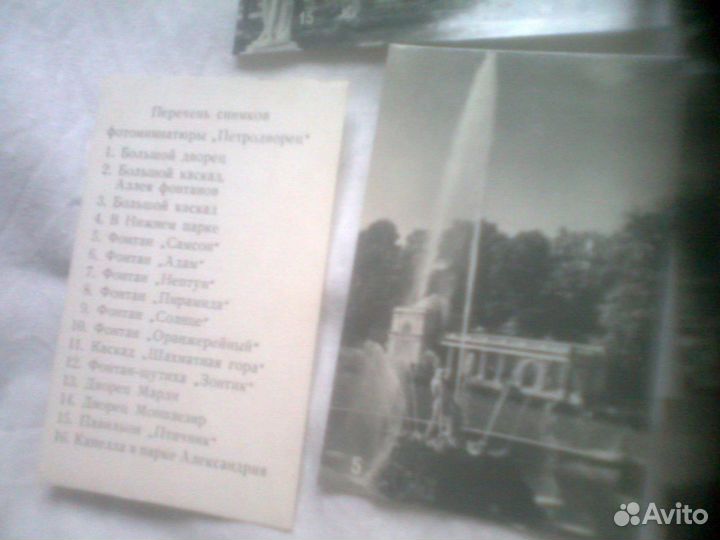 15
Перечень снимков
фотоминиатюры „Петродворец"
1. Большой дворец
2. Большой каскад.
Аллея фонтанов
3. Большой каскад
4. В Нижнем парке
5. Фонтан „Самсон"
6. Фонтан „Адам"
7. Фонтан „Нептун"
8. Фонтан „Пирамида"
9. Фонтан „Солнце"
10. Фонтан „Оранжерейный"
11. Каскад „Шахматная гора"
12. Фонтан-шутиха „Зонтик"
13. Дворец Марли
14. Дворец Монплезир
15. Павильон „Птичник"
16. Капелла в парке Александрия
5
Avito